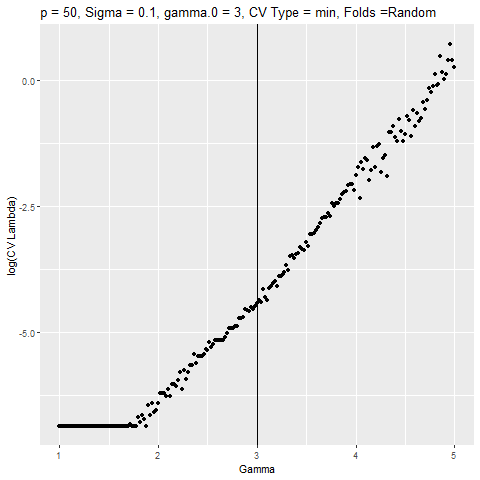 p = 50, Sigma = 0.1, gamma.0 = 3, CV Type = min, Folds =Random
0.0
-2.5
-5.0
log(CV Lambda)
1 2 3 4 5
Gamma